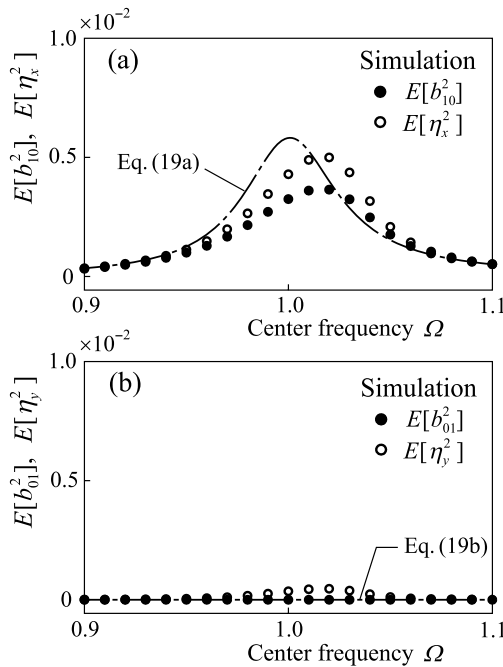 ×10⁻²
1.0
(a)
Simulation
E[b²₁₀]
E[η²ₓ]
E[b²₁₀], E[η²ₓ]
0.5
Eq. (19a)
0
0.9
1.0
1.1
Center frequency Ω
×10⁻²
1.0
(b)
Simulation
E[b²₀₁]
E[η²ᵧ]
E[b²₀₁], E[η²ᵧ]
0.5
Eq. (19b)
0
0.9
1.0
1.1
Center frequency Ω